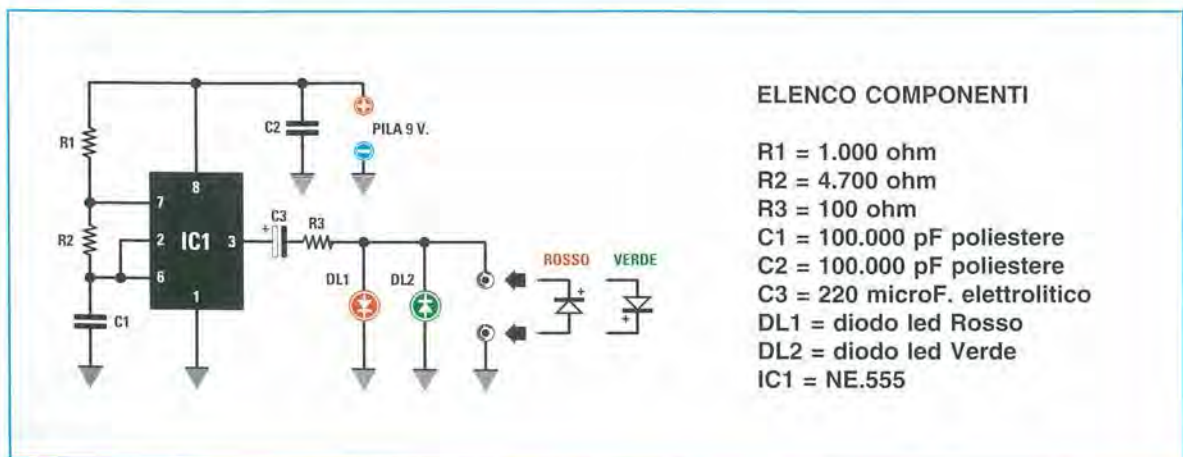 R1
C2
+
PILA 9 V.
−
8
7
R2
2
IC1
3
6
1
C1
+
C3
R3
DL1
DL2
ROSSO
VERDE
+
+
ELENCO COMPONENTI
R1 = 1.000 ohm
R2 = 4.700 ohm
R3 = 100 ohm
C1 = 100.000 pF poliestere
C2 = 100.000 pF poliestere
C3 = 220 microF. elettrolitico
DL1 = diodo led Rosso
DL2 = diodo led Verde
IC1 = NE.555